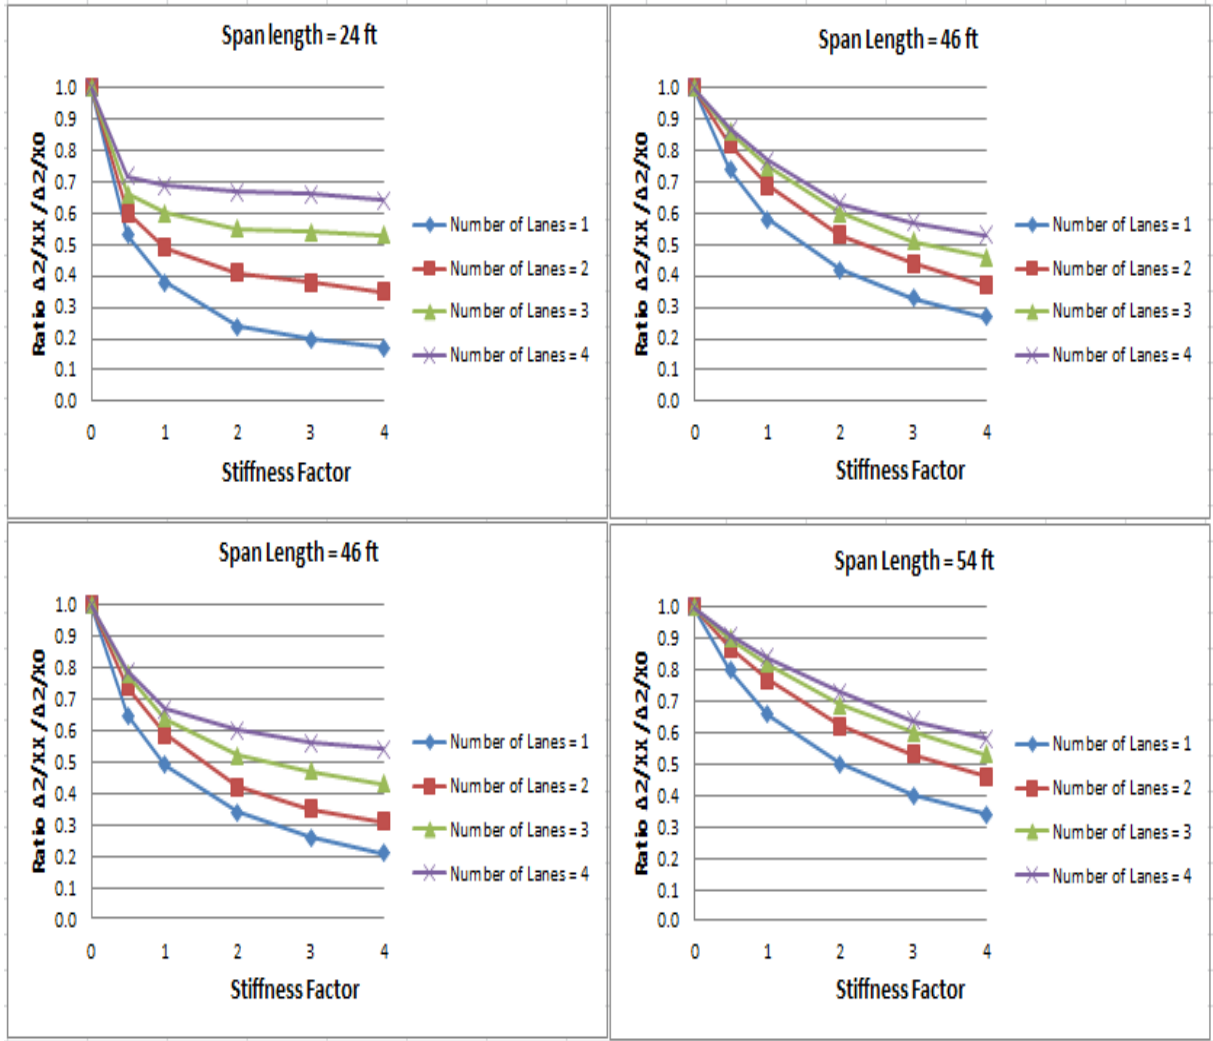 Span length = 24 ft
Ratio Δ2/XX /Δ2/X0
1.0
0.9
0.8
0.7
0.6
0.5
0.4
0.3
0.2
0.1
0.0
0 1 2 3 4
Stiffness Factor
Number of Lanes = 1
Number of Lanes = 2
Number of Lanes = 3
Number of Lanes = 4
Span Length = 46 ft
Ratio Δ2/XX /Δ2/X0
1.0
0.9
0.8
0.7
0.6
0.5
0.4
0.3
0.2
0.1
0.0
0 1 2 3 4
Stiffness Factor
Number of Lanes = 1
Number of Lanes = 2
Number of Lanes = 3
Number of Lanes = 4
Span Length = 46 ft
Ratio Δ2/XX /Δ2/X0
1.0
0.9
0.8
0.7
0.6
0.5
0.4
0.3
0.2
0.1
0.0
0 1 2 3 4
Stiffness Factor
Number of Lanes = 1
Number of Lanes = 2
Number of Lanes = 3
Number of Lanes = 4
Span Length = 54 ft
Ratio Δ2/XX /Δ2/X0
1.0
0.9
0.8
0.7
0.6
0.5
0.4
0.3
0.2
0.1
0.0
0 1 2 3 4
Stiffness Factor
Number of Lanes = 1
Number of Lanes = 2
Number of Lanes = 3
Number of Lanes = 4